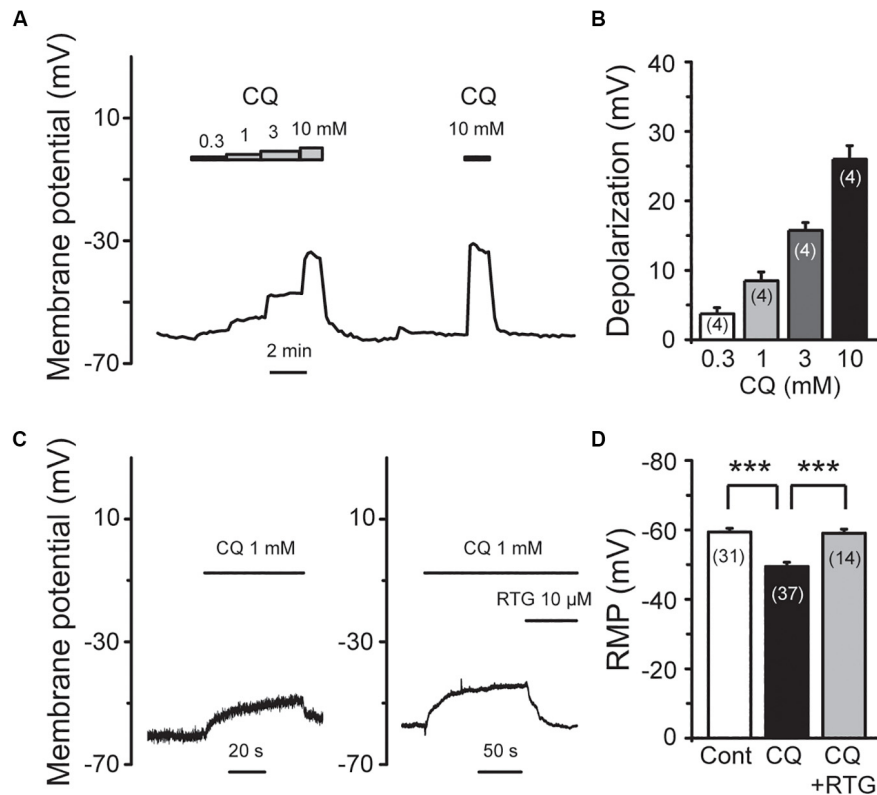 A
Membrane potential (mV)
10
-30
-70
CQ
0.3
1
3
10 mM
CQ
10 mM
2 min
B
Depolarization (mV)
40
30
20
10
0
(4)
(4)
(4)
(4)
0.3 1 3 10
CQ (mM)
C
Membrane potential (mV)
10
-30
-70
CQ 1 mM
20 s
10
-30
-70
CQ 1 mM
RTG 10 µM
50 s
D
RMP (mV)
-80
-60
-40
-20
0
*** ***
(31)
(37)
(14)
Cont CQ CQ
+RTG